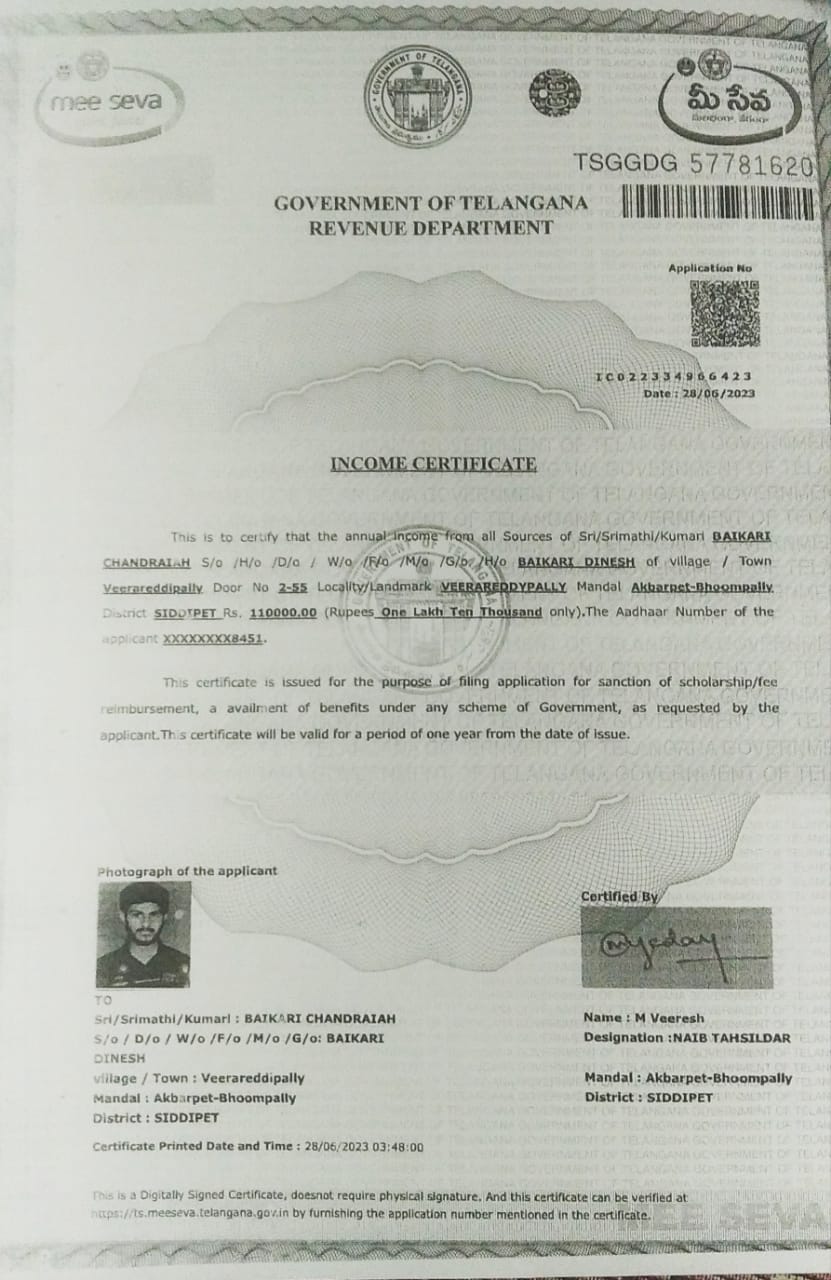 mee seva
GOVERNMENT OF TELANGANA
మీ సేవ
TSGGDG 57781620
GOVERNMENT OF TELANGANA
REVENUE DEPARTMENT
Application No
IC022334966423
Date : 28/06/2023
INCOME CERTIFICATE
This is to certify that the annual income from all Sources of Sri/Srimathi/Kumari BAIKARI
CHANDRAIAH S/o /H/o /D/o / W/o /F/o /M/o /G/o /H/o BAIKARI DINESH of village / Town
Veerareddipally Door No 2-55 Locality/Landmark VEERAREDDYPALLY Mandal Akbarpet-Bhoompally
District SIDDIPET Rs. 110000.00 (Rupees One Lakh Ten Thousand only).The Aadhaar Number of the
applicant XXXXXXXX8451.
This certificate is issued for the purpose of filing application for sanction of scholarship/fee
reimbursement, a availment of benefits under any scheme of Government, as requested by the
applicant.This certificate will be valid for a period of one year from the date of issue.
Photograph of the applicant
Certified By
TO
Sri/Srimathi/Kumari : BAIKARI CHANDRAIAH
Name : M Veeresh
S/o / D/o / W/o /F/o /M/o /G/o: BAIKARI
Designation :NAIB TAHSILDAR
DINESH
village / Town : Veerareddipally
Mandal : Akbarpet-Bhoompally
Mandal : Akbarpet-Bhoompally
District : SIDDIPET
District : SIDDIPET
Certificate Printed Date and Time : 28/06/2023 03:48:00
This is a Digitally Signed Certificate, doesnot require physical signature. And this certificate can be verified at
https://ts.meeseva.telangana.gov.in by furnishing the application number mentioned in the certificate.
MEE SEVA